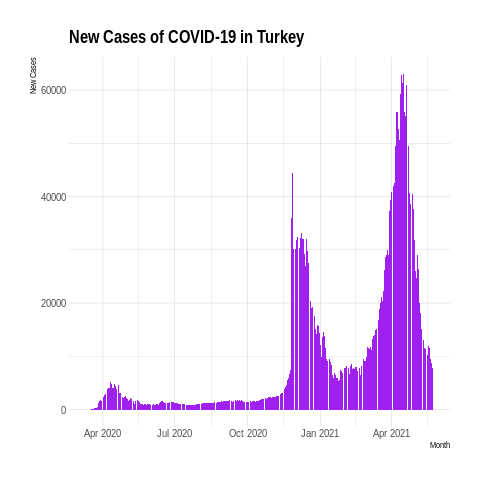 New Cases of COVID-19 in Turkey
New Cases
60000
40000
20000
0
Apr 2020 Jul 2020 Oct 2020 Jan 2021 Apr 2021
Month